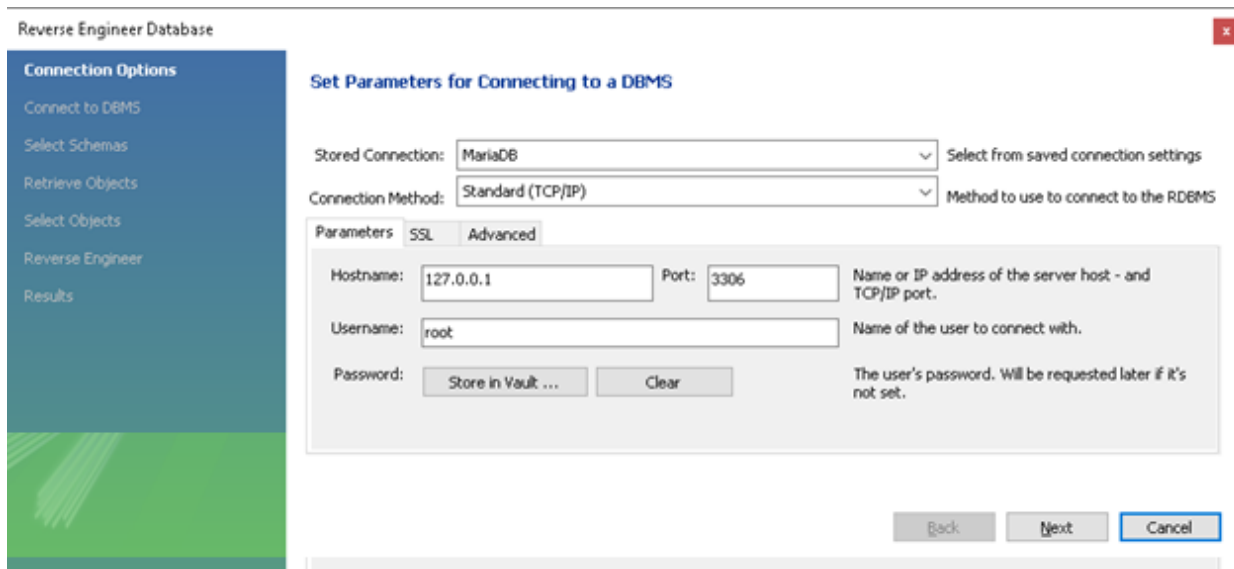 Reverse Engineer Database
x
Connection Options
Connect to DBMS
Select Schemas
Retrieve Objects
Select Objects
Reverse Engineer
Results
Set Parameters for Connecting to a DBMS
Stored Connection: MariaDB Select from saved connection settings
Connection Method: Standard (TCP/IP) Method to use to connect to the RDBMS
Parameters SSL Advanced
Hostname: 127.0.0.1 Port: 3306 Name or IP address of the server host - and
TCP/IP port.
Username: root Name of the user to connect with.
Password: Store in Vault ... Clear The user's password. Will be requested later if it's
not set.
Back Next Cancel